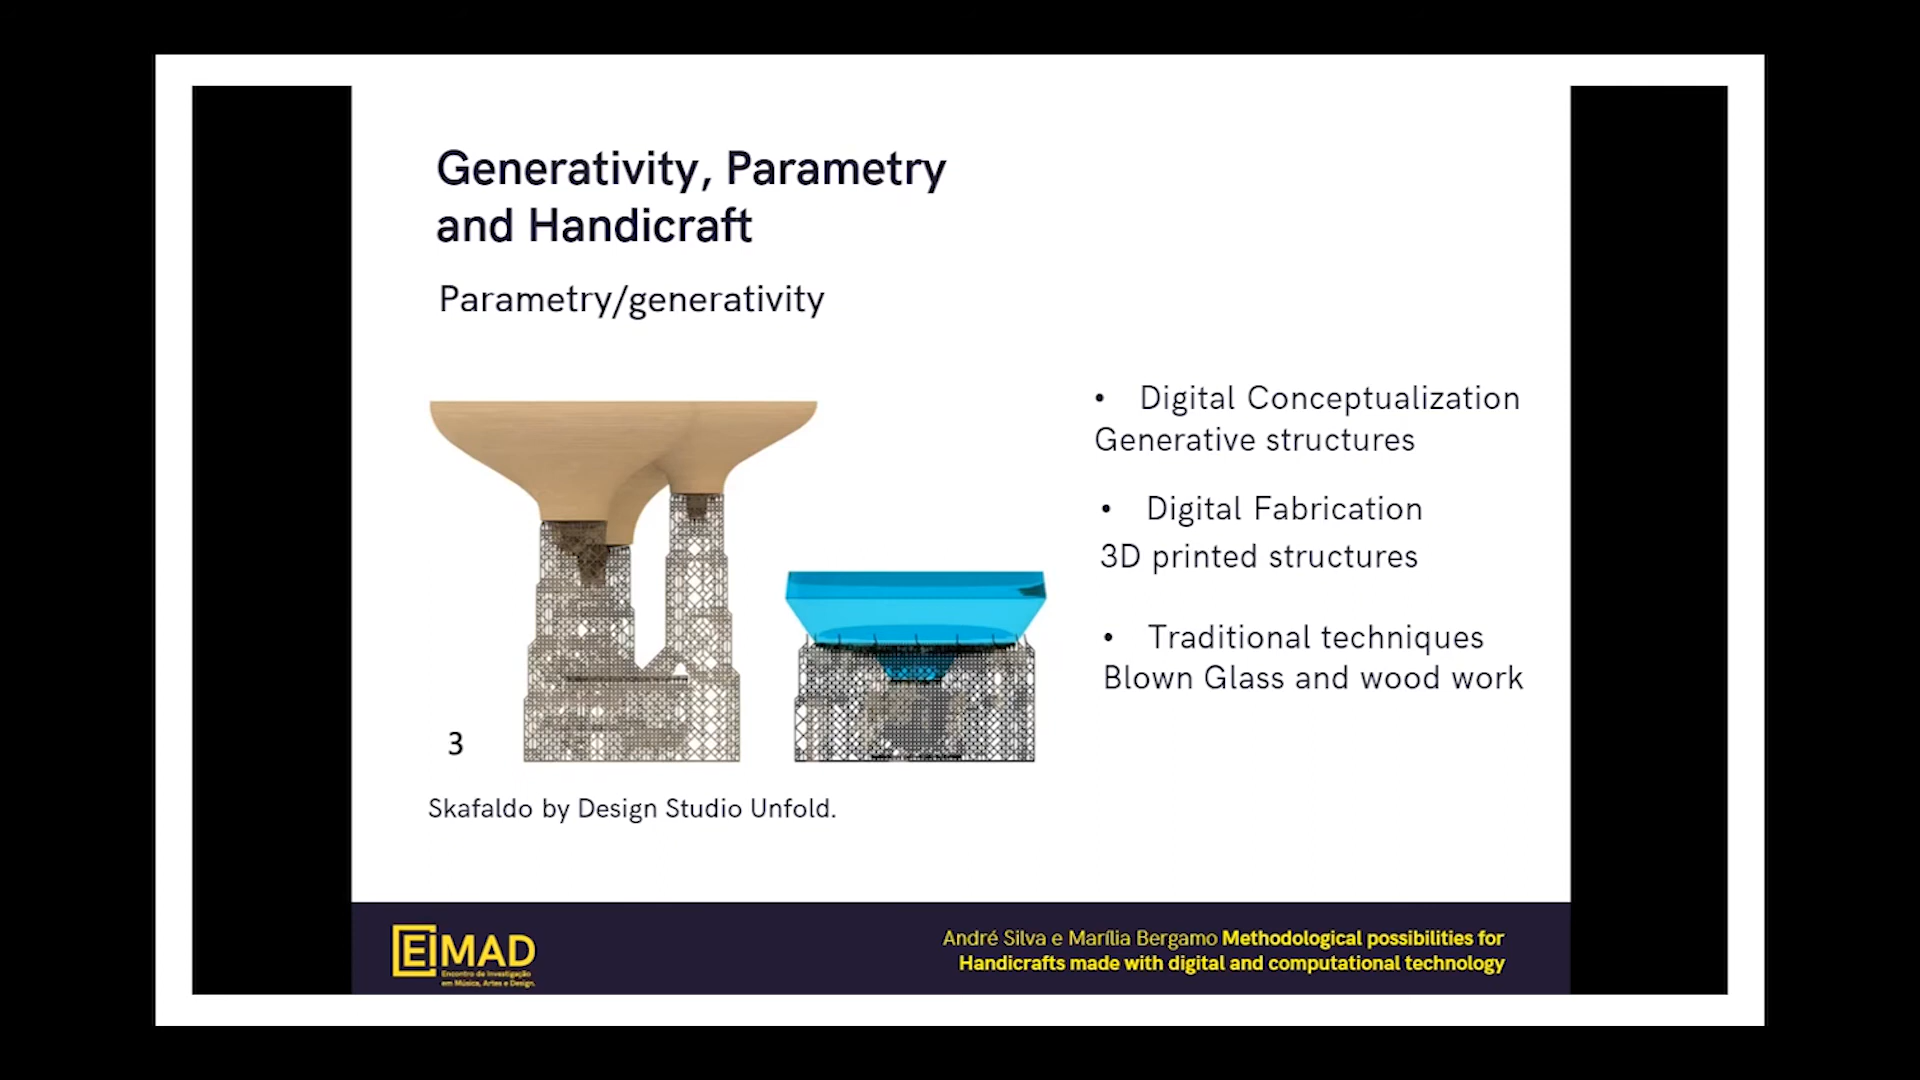 Generativity, Parametry
and Handicraft
Parametry/generativity
• Digital Conceptualization
Generative structures
• Digital Fabrication
3D printed structures
• Traditional techniques
Blown Glass and wood work
3
Skafaldo by Design Studio Unfold.
EIMAD
Encontro de Investigação
em Música, Artes e Design.
André Silva e Marília Bergamo Methodological possibilities for
Handicrafts made with digital and computational technology